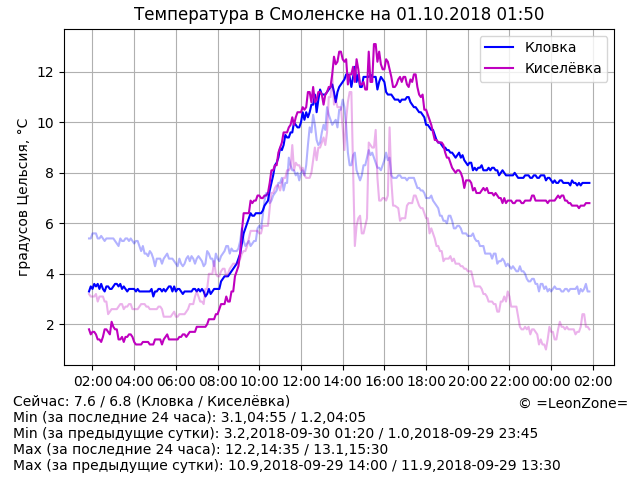 Температура в Смоленске на 01.10.2018 01:50
Кловка
Киселёвка
градусов Цельсия, °C
12
10
8
6
4
2
02:00 04:00 06:00 08:00 10:00 12:00 14:00 16:00 18:00 20:00 22:00 00:00 02:00
Сейчас: 7.6 / 6.8 (Кловка / Киселёвка)
© =LeonZone=
Min (за последние 24 часа): 3.1,04:55 / 1.2,04:05
Min (за предыдущие сутки): 3.2,2018-09-30 01:20 / 1.0,2018-09-29 23:45
Max (за последние 24 часа): 12.2,14:35 / 13.1,15:30
Max (за предыдущие сутки): 10.9,2018-09-29 14:00 / 11.9,2018-09-29 13:30